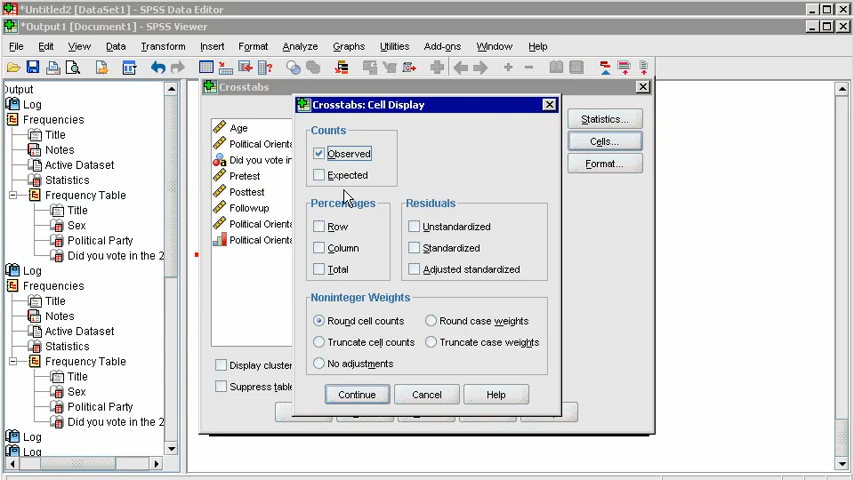 *Untitled2 [DataSet1] - SPSS Data Editor
*Output1 [Document1] - SPSS Viewer
File Edit View Data Transform Insert Format Analyze Graphs Utilities Add-ons Window Help
Output
Log
Frequencies
Title
Notes
Active Dataset
Statistics
Frequency Table
Title
Sex
Political Party
Did you vote in the 2
Log
Frequencies
Title
Notes
Active Dataset
Statistics
Frequency Table
Title
Sex
Political Party
Did you vote in the 2
Log
Log
Crosstabs
Age
Political Orienta
Did you vote in
Pretest
Posttest
Followup
Political Orienta
Political Orienta
Display cluster
Suppress table
Statistics...
Cells...
Format...
Crosstabs: Cell Display
Counts
Observed
Expected
Percentages
Row
Column
Total
Residuals
Unstandardized
Standardized
Adjusted standardized
Noninteger Weights
Round cell counts Round case weights
Truncate cell counts Truncate case weights
No adjustments
Continue Cancel Help